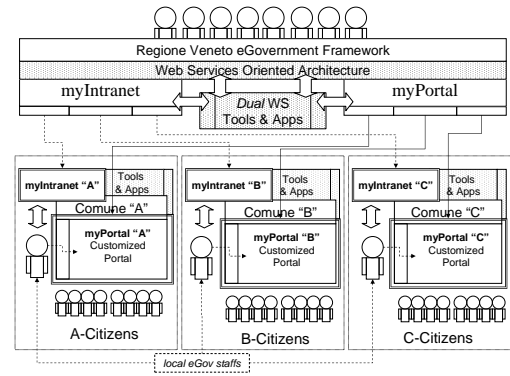 Regione Veneto eGovernment Framework
Web Services Oriented Architecture
myIntranet
myPortal
Dual WS
Tools & Apps
myIntranet “A”
Tools
& Apps
Comune “A”
myPortal “A”
Customized
Portal
A-Citizens
myIntranet “B”
Tools
& Apps
Comune “B”
myPortal “B”
Customized
Portal
B-Citizens
myIntranet “C”
Tools
& Apps
Comune “C”
myPortal “C”
Customized
Portal
C-Citizens
local eGov staffs